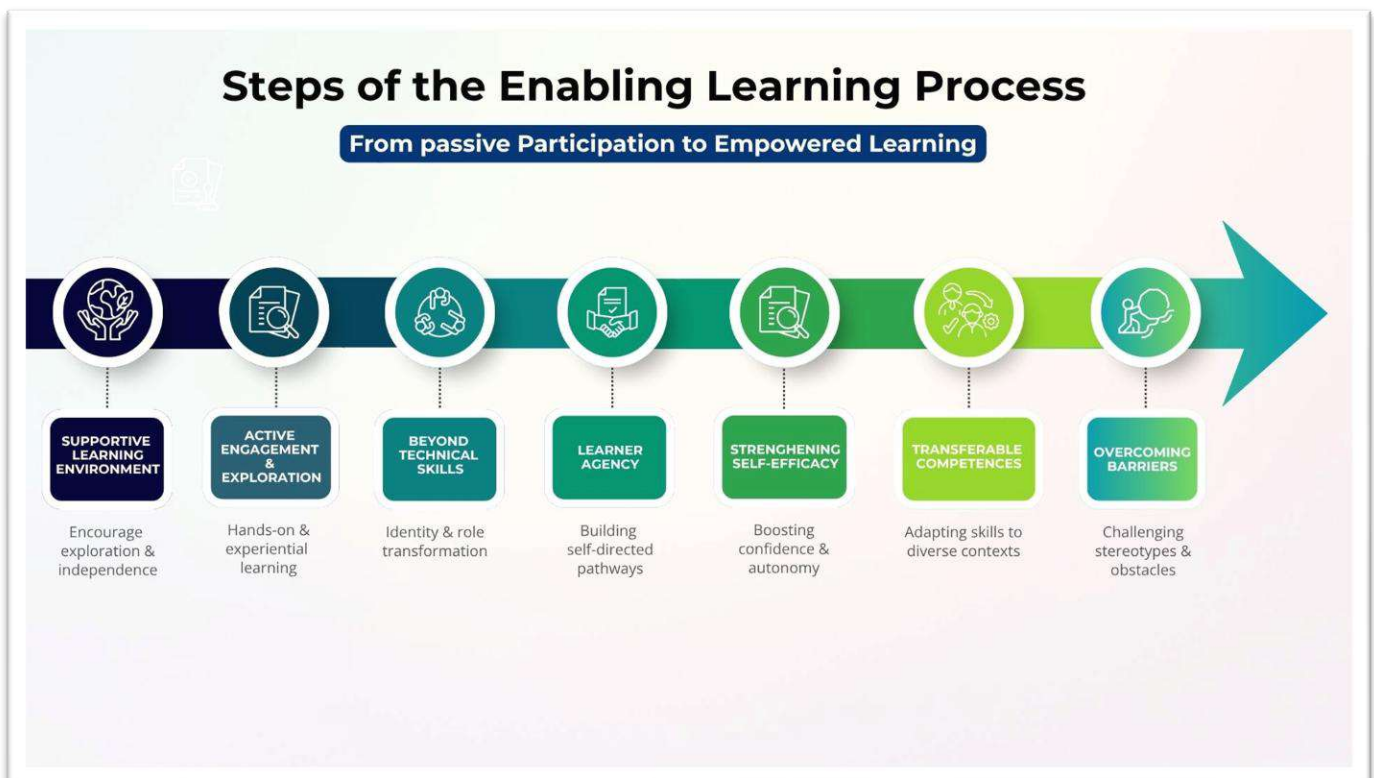 Steps of the Enabling Learning Process
From passive Participation to Empowered Learning
SUPPORTIVE
LEARNING
ENVIRONMENT
Encourage
exploration &
independence
ACTIVE
ENGAGEMENT
&
EXPLORATION
Hands-on &
experiential
learning
BEYOND
TECHNICAL
SKILLS
Identity & role
transformation
LEARNER
AGENCY
Building
self-directed
pathways
STRENGHENING
SELF-EFFICACY
Boosting
confidence &
autonomy
TRANSFERABLE
COMPETENCES
Adapting skills to
diverse contexts
OVERCOMING
BARRIERS
Challenging
stereotypes &
obstacles